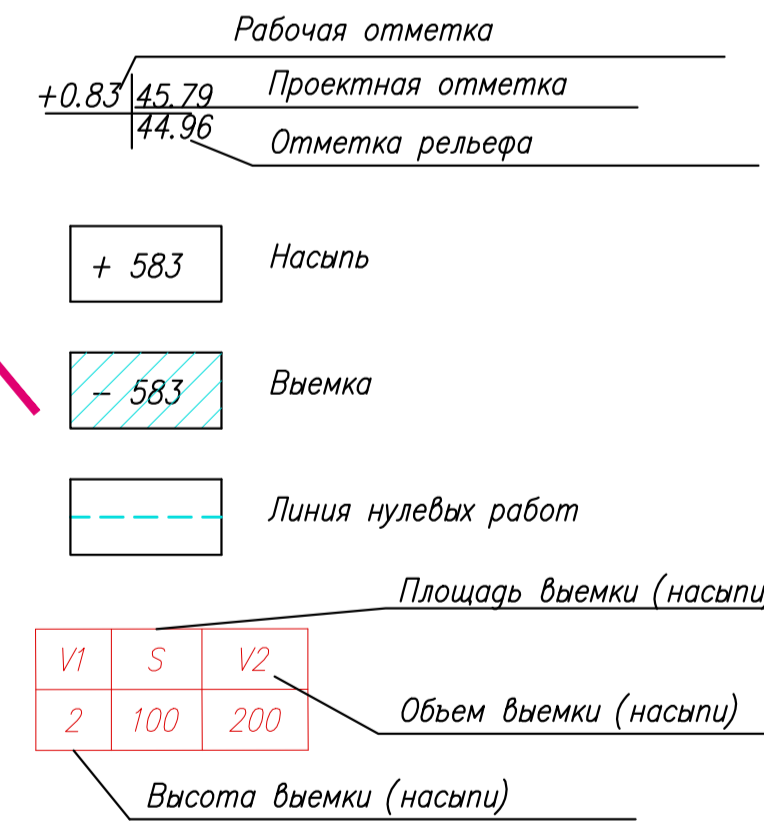 Рабочая отметка
+0.83 45.79 Проектная отметка
44.96 Отметка рельефа
+ 583 Насыпь
- 583 Выемка
Линия нулевых работ
Площадь выемки (насыпи)
V1 S V2
2 100 200 Объем выемки (насыпи)
Высота выемки (насыпи)